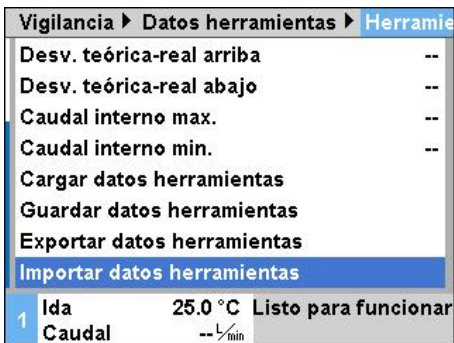 Vigilancia ▶ Datos herramientas ▶ Herramie
Desv. teórica-real arriba --
Desv. teórica-real abajo --
Caudal interno max. --
Caudal interno min. --
Cargar datos herramientas
Guardar datos herramientas
Exportar datos herramientas
Importar datos herramientas
1 Ida 25.0 °C Listo para funcionar
Caudal -- L/min